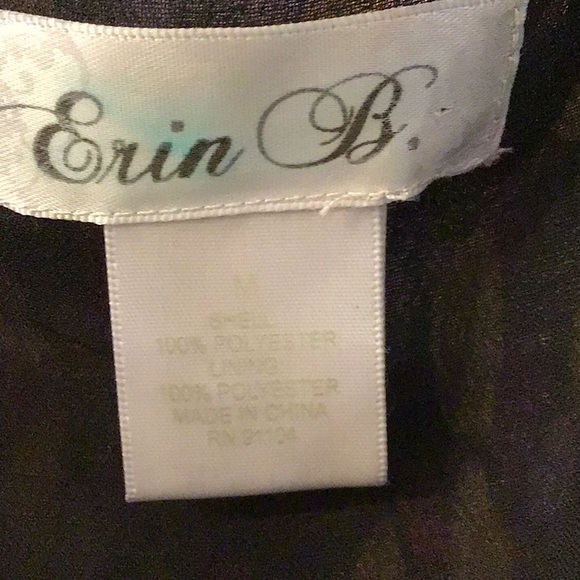 Erin B.
M
SHELL
100% POLYESTER
LINING
100% POLYESTER
MADE IN CHINA
RN 91104